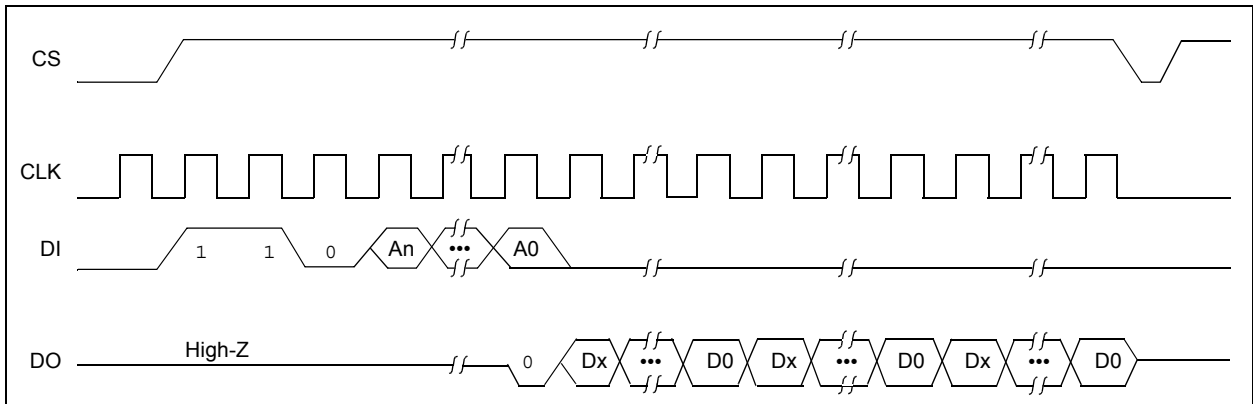 CS
CLK
DI 1 1 0 An ••• A0
High-Z
DO 0 Dx ••• D0 Dx ••• D0 Dx ••• D0